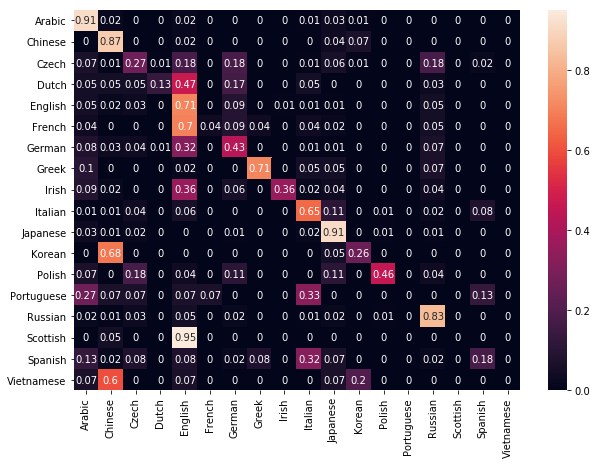 Arabic 0.91 0.02 0 0 0.02 0 0 0 0 0.01 0.03 0.01 0 0 0 0 0 0
Chinese 0 0.87 0 0 0.02 0 0 0 0 0 0.04 0.07 0 0 0 0 0 0
Czech 0.07 0.01 0.27 0.01 0.18 0 0.18 0 0 0.01 0.06 0.01 0 0 0.18 0 0.02 0
Dutch 0.05 0.05 0.05 0.13 0.47 0 0.17 0 0 0.05 0 0 0 0 0.03 0 0 0
English 0.05 0.02 0.03 0 0.71 0 0.09 0 0.01 0.01 0.01 0 0 0 0.05 0 0 0
French 0.04 0 0 0 0.7 0.04 0.09 0.04 0 0.04 0.02 0 0 0 0.05 0 0 0
German 0.08 0.03 0.04 0.01 0.32 0 0.43 0 0 0.01 0.01 0 0 0 0.07 0 0 0
Greek 0.1 0 0 0 0.02 0 0 0.71 0 0.05 0.05 0 0 0 0.07 0 0 0
Irish 0.09 0.02 0 0 0.36 0 0.06 0 0.36 0.02 0.04 0 0 0 0.04 0 0 0
Italian 0.01 0.01 0.04 0 0.06 0 0 0 0 0.65 0.11 0 0.01 0 0.02 0 0.08 0
Japanese 0.03 0.01 0.02 0 0 0 0.01 0 0 0.02 0.91 0 0.01 0 0.01 0 0 0
Korean 0 0.68 0 0 0 0 0 0 0 0 0.05 0.26 0 0 0 0 0 0
Polish 0.07 0 0.18 0 0.04 0 0.11 0 0 0 0.11 0 0.46 0 0.04 0 0 0
Portuguese 0.27 0.07 0.07 0 0.07 0.07 0 0 0 0.33 0 0 0 0 0 0 0.13 0
Russian 0.02 0.01 0.03 0 0.05 0 0.02 0 0 0.01 0.02 0 0.01 0 0.83 0 0 0
Scottish 0 0.05 0 0 0.95 0 0 0 0 0 0 0 0 0 0 0 0 0
Spanish 0.13 0.02 0.08 0 0.08 0 0.02 0.08 0 0.32 0.07 0 0 0 0.02 0 0.18 0
Vietnamese 0.07 0.6 0 0 0.07 0 0 0 0 0 0.07 0.2 0 0 0 0 0 0
Arabic
Chinese
Czech
Dutch
English
French
German
Greek
Irish
Italian
Japanese
Korean
Polish
Portuguese
Russian
Scottish
Spanish
Vietnamese
0.8
0.6
0.4
0.2
0.0